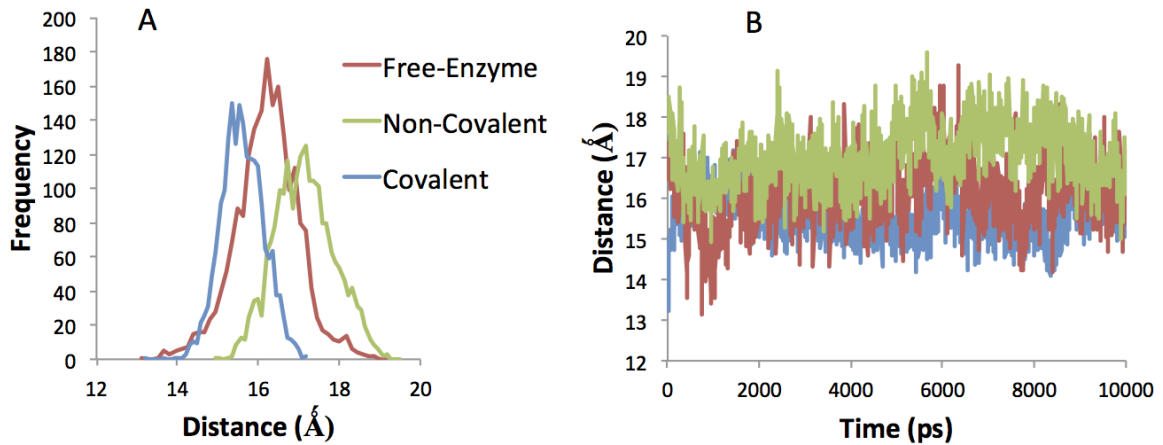 A
B
Frequency
200
180
160
140
120
100
80
60
40
20
0
Free-Enzyme
Non-Covalent
Covalent
12 14 16 18 20
Distance (Ǻ)
Distance (Ǻ)
20
19
18
17
16
15
14
13
12
0 2000 4000 6000 8000 10000
Time (ps)